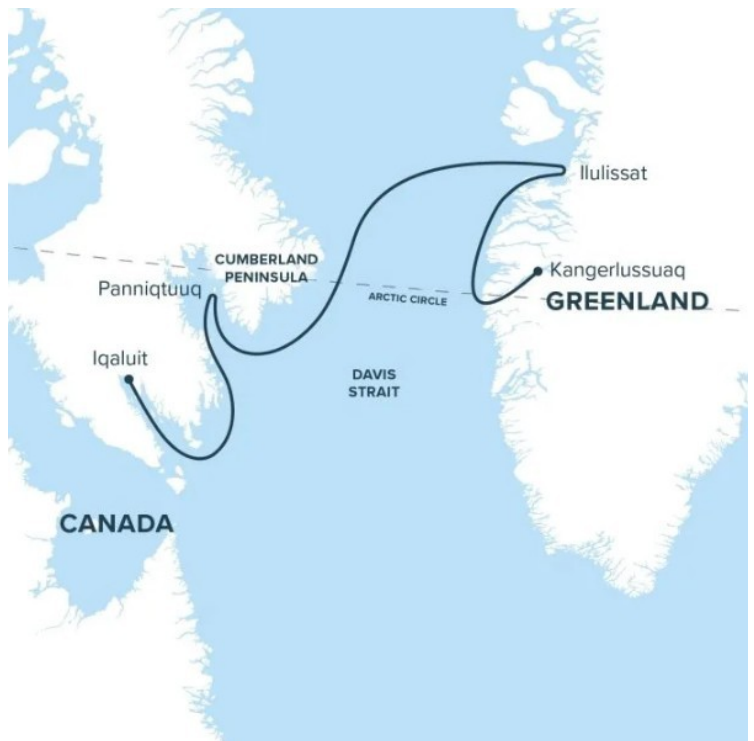 Ilulissat
CUMBERLAND
PENINSULA
Kangerlussuaq
Panniqtuuq
ARCTIC CIRCLE
GREENLAND
Iqaluit
DAVIS
STRAIT
CANADA